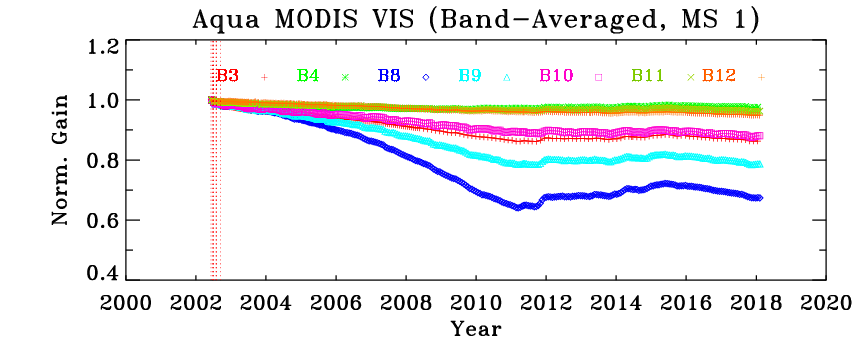 Aqua MODIS VIS (Band-Averaged, MS 1)
1.2
B3 B4 B8 B9 B10 B11 B12
1.0
0.8
0.6
0.4
Norm. Gain
2000 2002 2004 2006 2008 2010 2012 2014 2016 2018 2020
Year